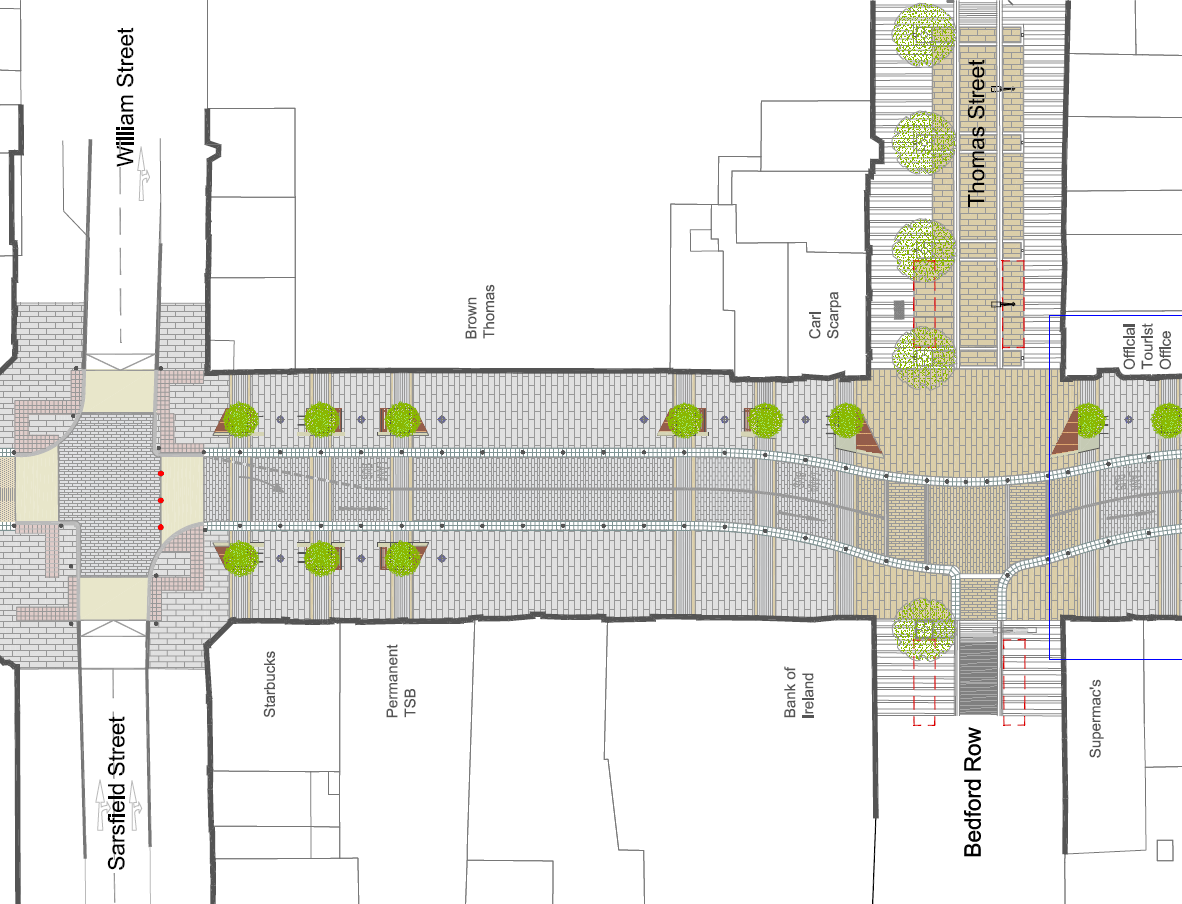 William Street
Thomas Street
Brown
Thomas
Carl
Scarpa
Official
Tourist
Office
Starbucks
Permanent
TSB
Bank of
Ireland
Supermac's
Sarsfield Street
Bedford Row